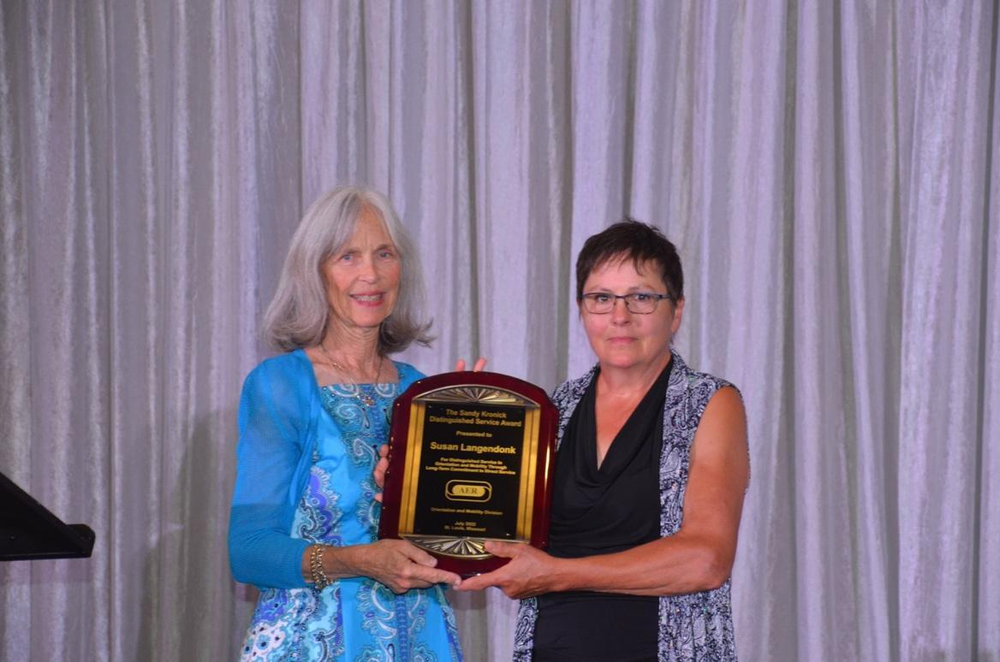 The Sandy Kronick
Distinguished Service Award
Presented to
Susan Langendonk
For Distinguished Service in
Orientation and Mobility Through
Long-Term Commitment to Direct Service
AER
Orientation and Mobility Division
July 2022
St. Louis, Missouri